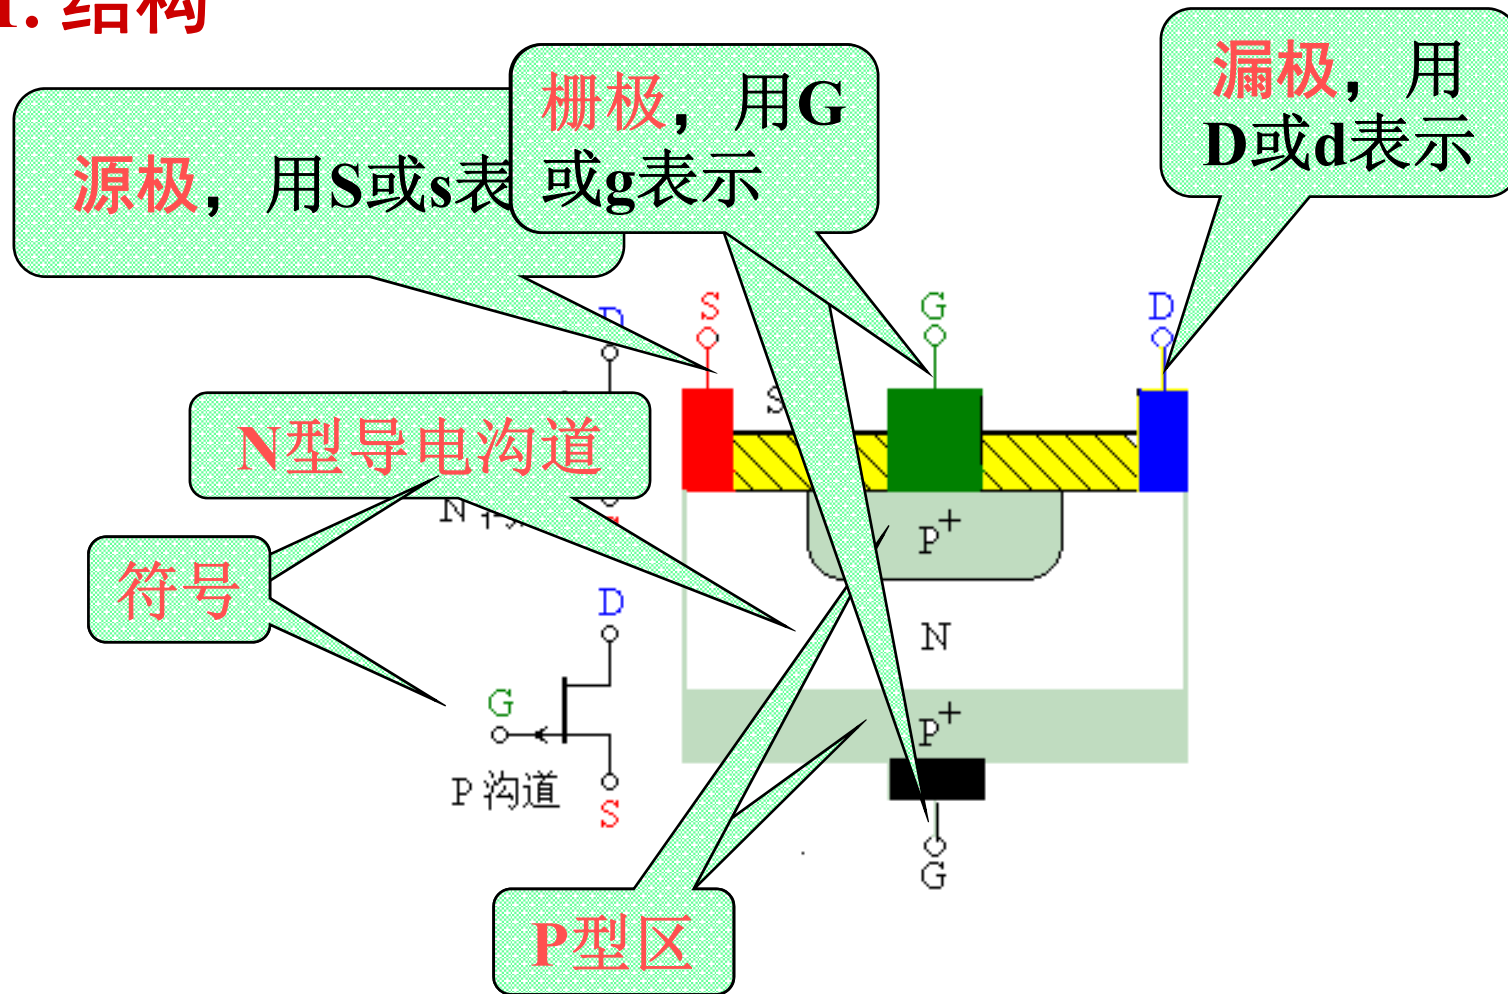 1. 结构
源极，用S或s表
栅极，用G
或g表示
漏极，用
D或d表示
D
S
G
D
S
N型导电沟道
N
P+
符号
D
N
G
P+
P 沟道
S
G
P型区